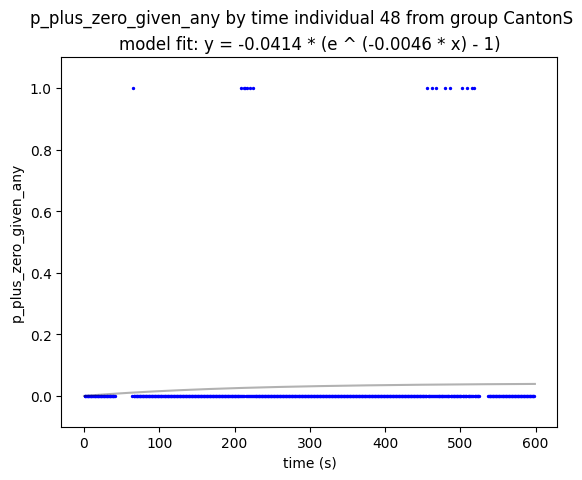 p_plus_zero_given_any by time individual 48 from group CantonS
model fit: y = -0.0414 * (e ^ (-0.0046 * x) - 1)
p_plus_zero_given_any
1.0
0.8
0.6
0.4
0.2
0.0
0 100 200 300 400 500 600
time (s)